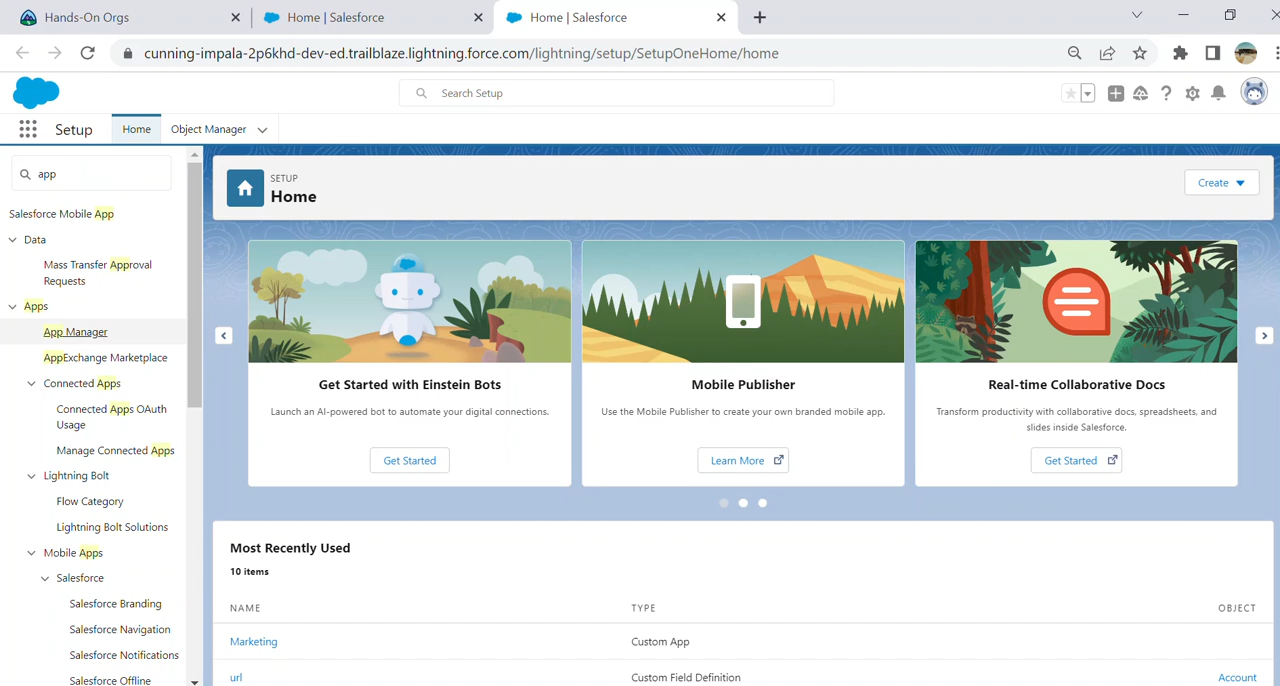 Hands-On Orgs
Home | Salesforce
Home | Salesforce
cunning-impala-2p6khd-dev-ed.trailblaze.lightning.force.com/lightning/setup/SetupOneHome/home
Search Setup
Setup
Home
Object Manager
app
Salesforce Mobile App
Data
Mass Transfer Approval
Requests
Apps
App Manager
AppExchange Marketplace
Connected Apps
Connected Apps OAuth
Usage
Manage Connected Apps
Lightning Bolt
Flow Category
Lightning Bolt Solutions
Mobile Apps
Salesforce
Salesforce Branding
Salesforce Navigation
Salesforce Notifications
Salesforce Offline
SETUP
Home
Create
Get Started with Einstein Bots
Launch an AI-powered bot to automate your digital connections.
Get Started
Mobile Publisher
Use the Mobile Publisher to create your own branded mobile app.
Learn More
Real-time Collaborative Docs
Transform productivity with collaborative docs, spreadsheets, and
slides inside Salesforce.
Get Started
Most Recently Used
10 items
NAME TYPE OBJECT
Marketing Custom App
url Custom Field Definition Account